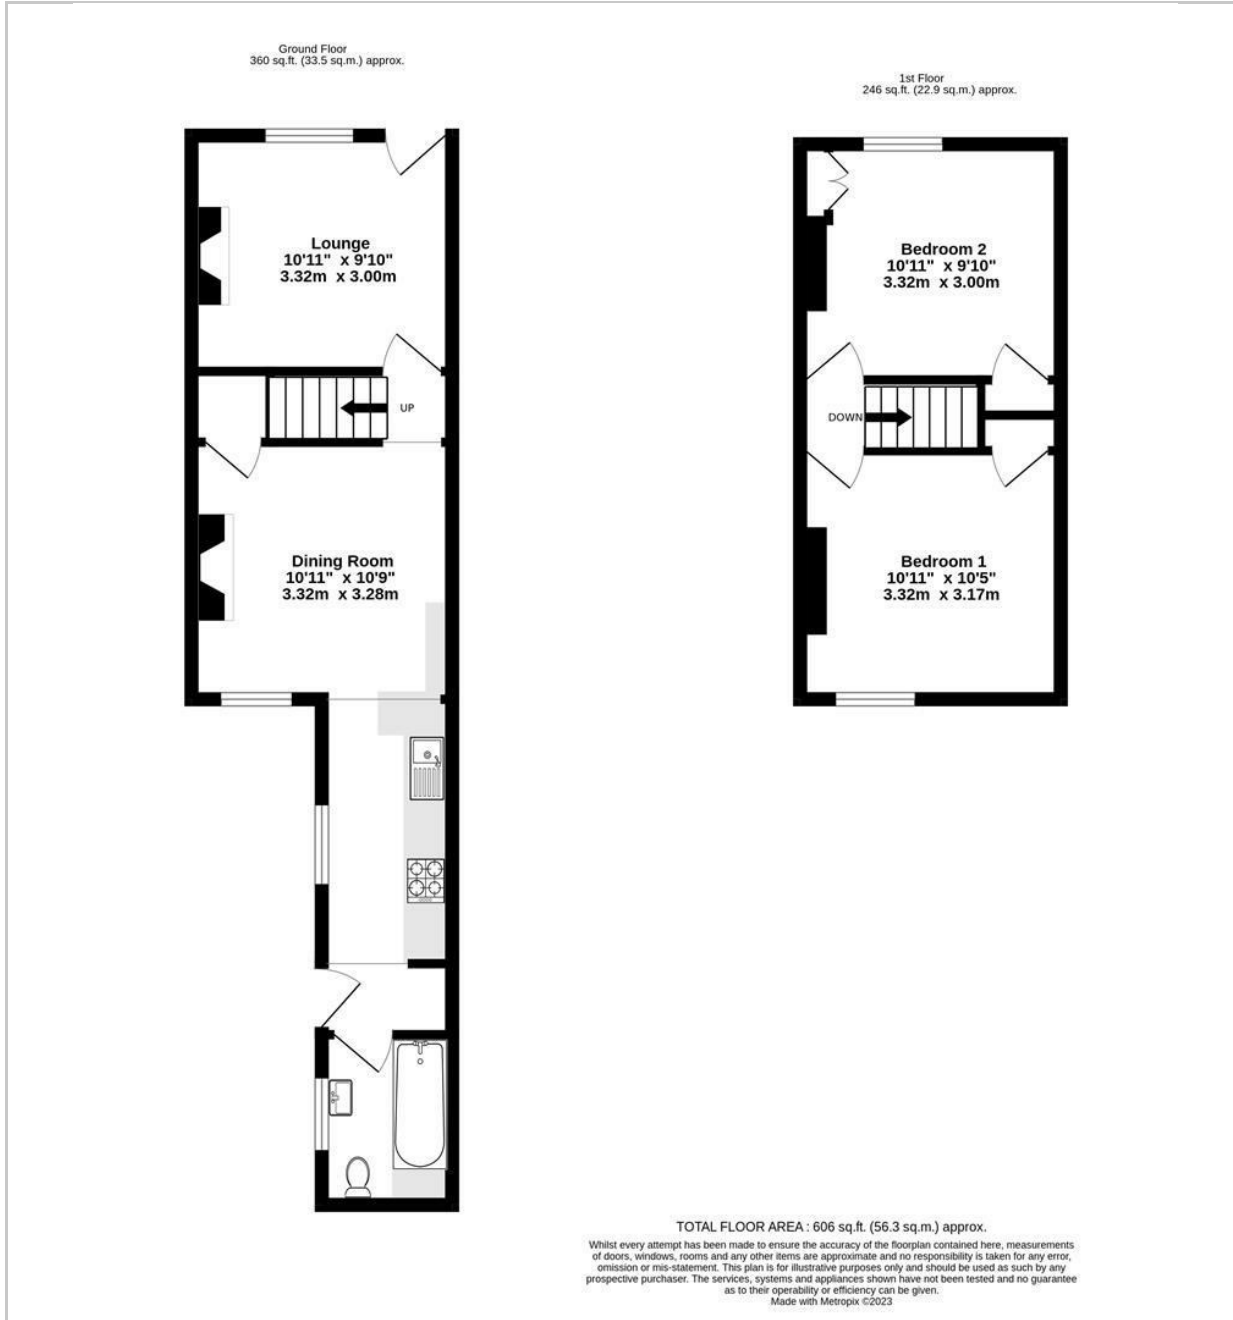 Ground Floor
360 sq.ft. (33.5 sq.m.) approx.
1st Floor
246 sq.ft. (22.9 sq.m.) approx.
Lounge
10'11" x 9'10"
3.32m x 3.00m
Bedroom 2
10'11" x 9'10"
3.32m x 3.00m
UP
DOWN
Dining Room
10'11" x 10'9"
3.32m x 3.28m
Bedroom 1
10'11" x 10'5"
3.32m x 3.17m
TOTAL FLOOR AREA : 606 sq.ft. (56.3 sq.m.) approx.
Whilst every attempt has been made to ensure the accuracy of the floorplan contained here, measurements
of doors, windows, rooms and any other items are approximate and no responsibility is taken for any error,
omission or mis-statement. This plan is for illustrative purposes only and should be used as such by any
prospective purchaser. The services, systems and appliances shown have not been tested and no guarantee
as to their operability or efficiency can be given.
Made with Metropix ©2023